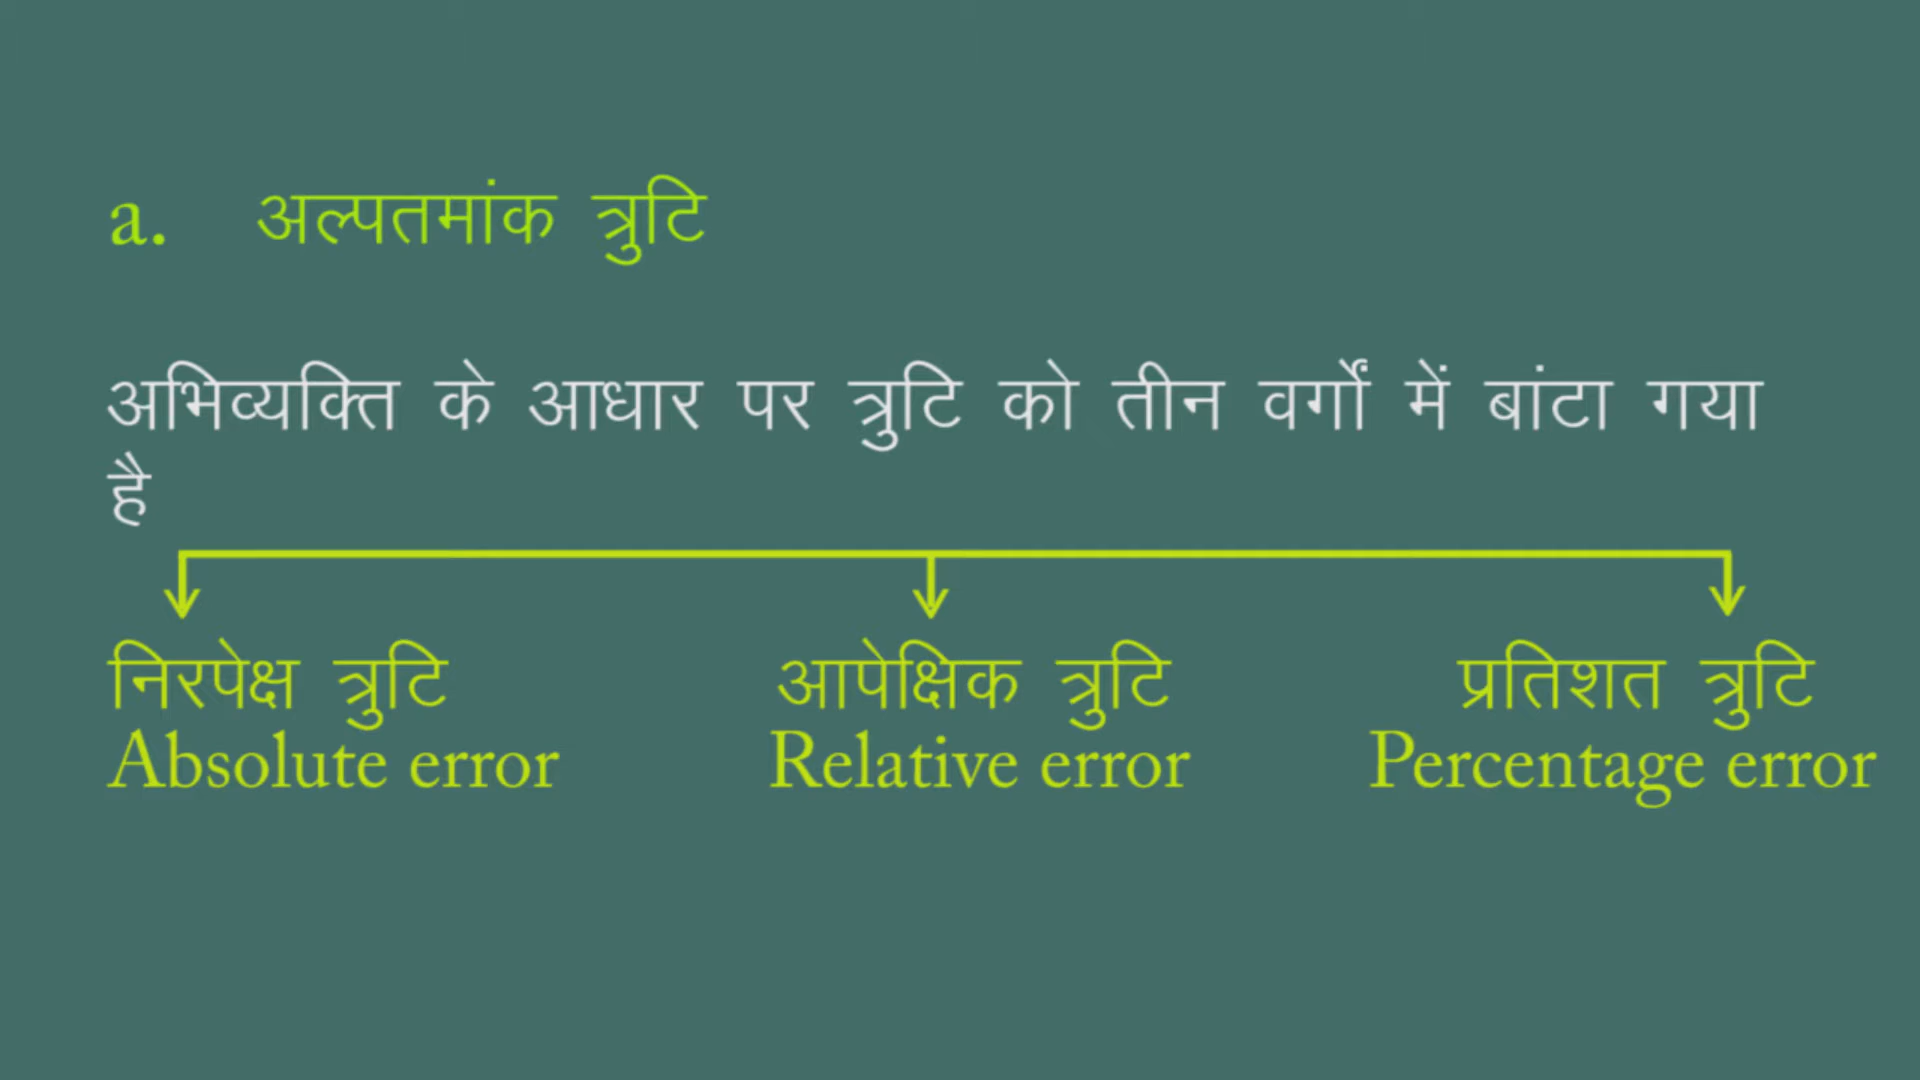 a. अल्पतमांक त्रुटि
अभिव्यक्ति के आधार पर त्रुटि को तीन वर्गों में बांटा गया
है
निरपेक्ष त्रुटि आपेक्षिक त्रुटि प्रतिशत त्रुटि
Absolute error Relative error Percentage error